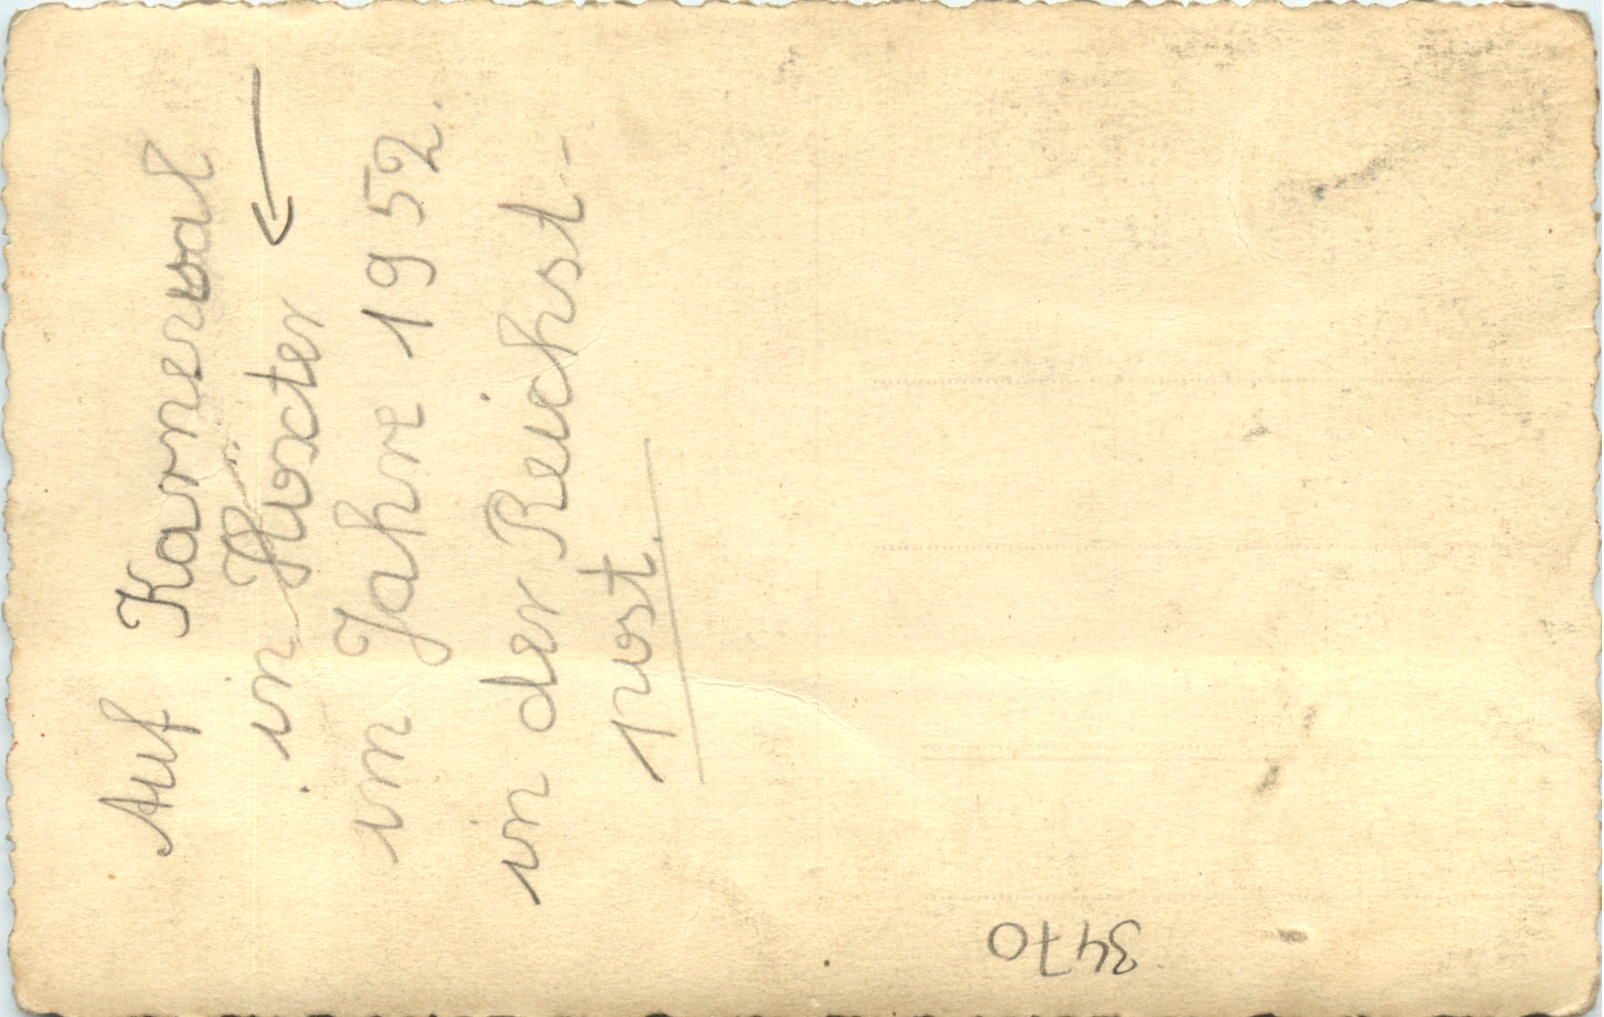 Auf Karneval
in Höxter ←
im Jahre 1952.
in der Reichst-
post.
3470